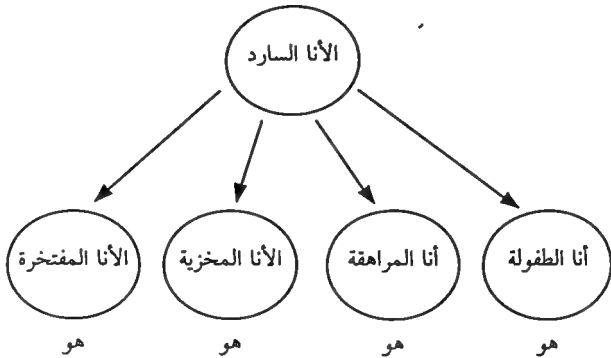 الأنا السارد
أنا الطفولة
أنا المراهقة
الأنا المخزية
الأنا المفتخرة
هو
هو
هو
هو